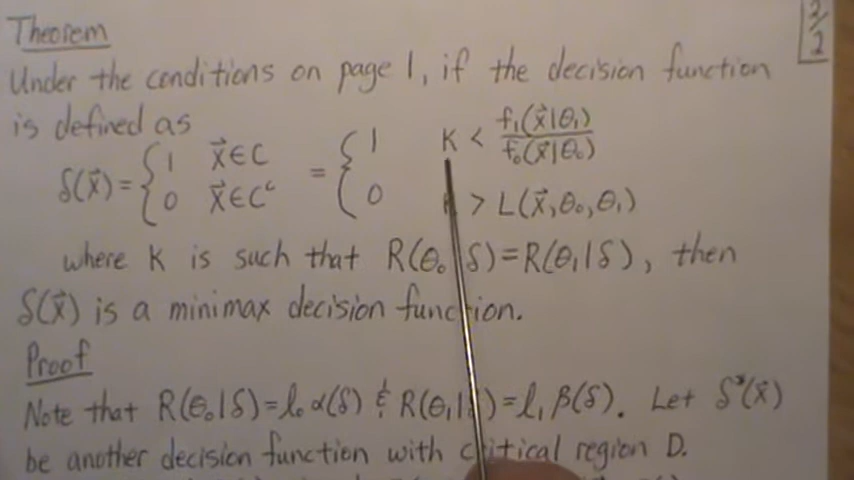 Theorem
2/2
Under the conditions on page 1, if the decision function
is defined as
δ(x⃗) = { 1 x⃗ ∈ C = { 1 K < f₁(x⃗|θ₁) / f₀(x⃗|θ₀)
0 x⃗ ∈ Cᶜ 0 > L(x⃗, θ₀, θ₁)
where K is such that R(θ₀|δ) = R(θ₁|δ), then
δ(x⃗) is a minimax decision function.
Proof
Note that R(θ₀|δ) = l₀ α(δ) & R(θ₁|δ) = l₁ β(δ). Let δ*(x⃗)
be another decision function with critical region D.